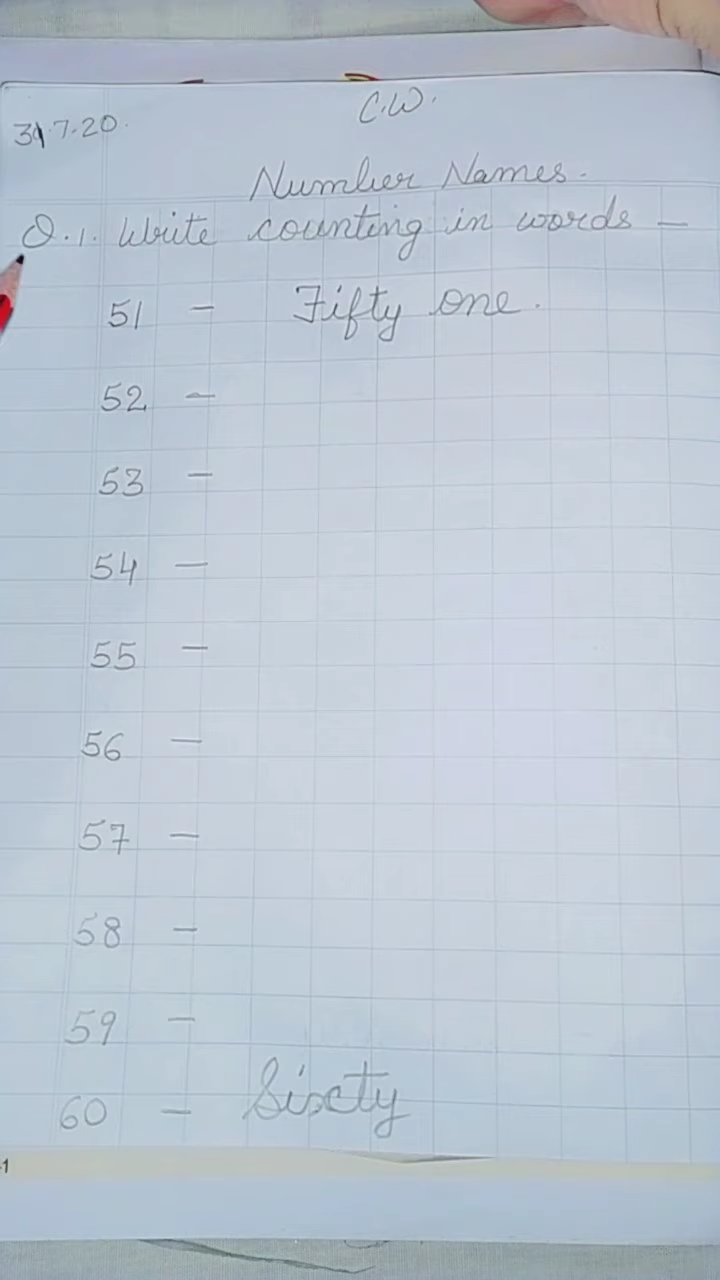 C.W.
31.7.20.
Number Names.
Q.1. Write counting in words —
51 — Fifty one.
52 —
53 —
54 —
55 —
56 —
57 —
58 —
59 —
60 — Sixty